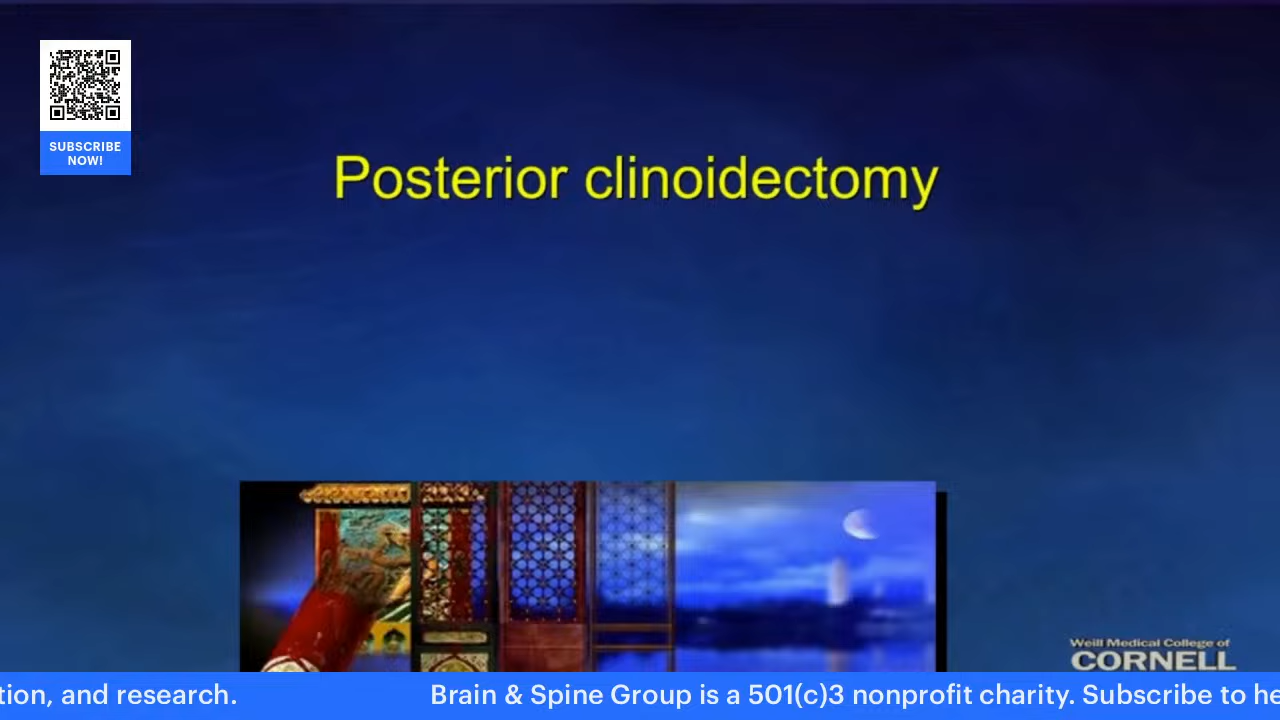 SUBSCRIBE
NOW!
Posterior clinoidectomy
Weill Medical College of
CORNELL
tion, and research.
Brain & Spine Group is a 501(c)3 nonprofit charity. Subscribe to he